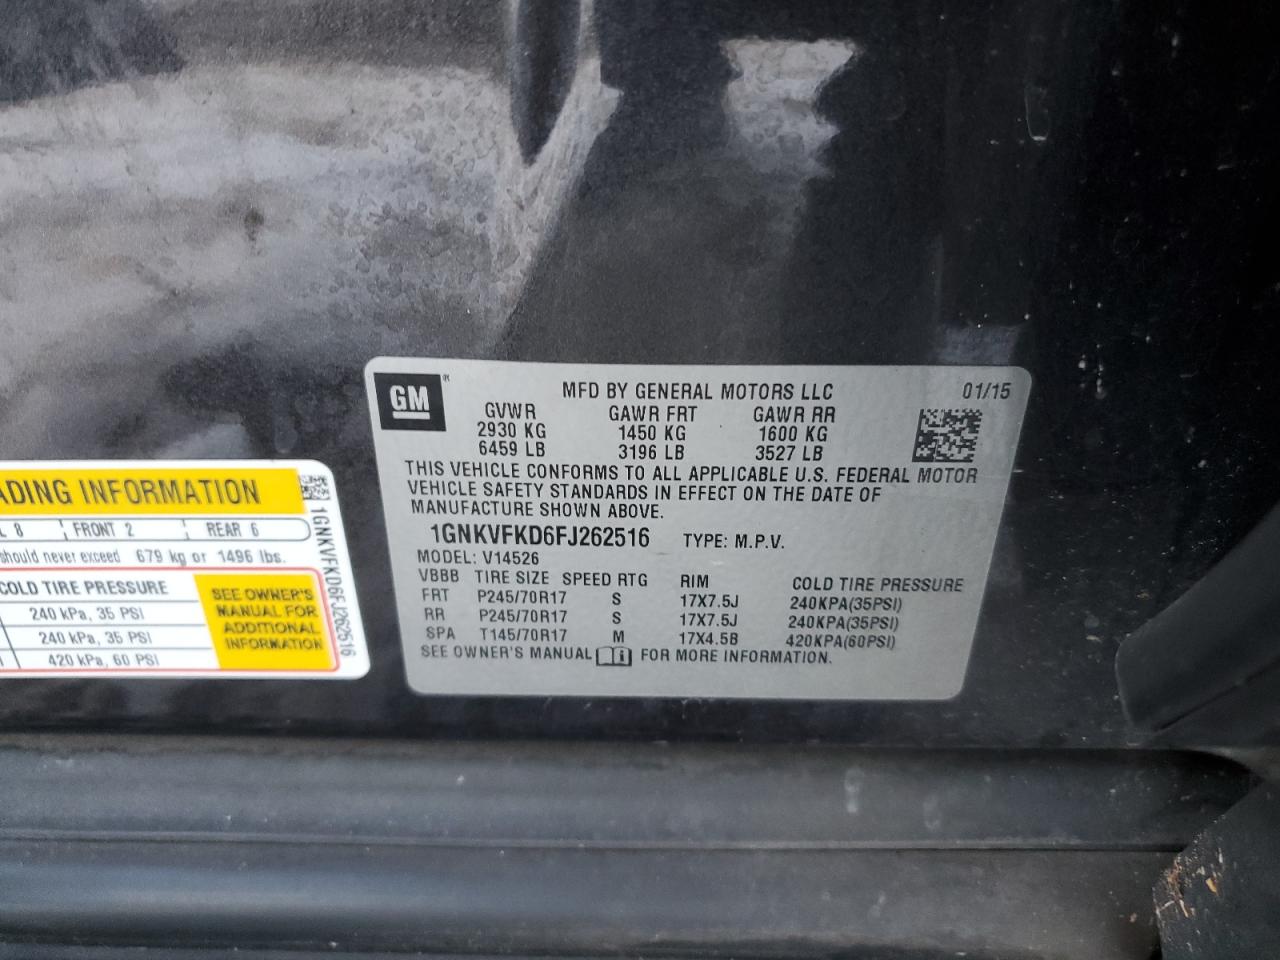 GM
MFD BY GENERAL MOTORS LLC 01/15
GVWR GAWR FRT GAWR RR
2930 KG 1450 KG 1600 KG
6459 LB 3196 LB 3527 LB
THIS VEHICLE CONFORMS TO ALL APPLICABLE U.S. FEDERAL MOTOR
VEHICLE SAFETY STANDARDS IN EFFECT ON THE DATE OF
MANUFACTURE SHOWN ABOVE.
1GNKVFKD6FJ262516 TYPE: M.P.V.
MODEL: V14526
VBBB TIRE SIZE SPEED RTG RIM COLD TIRE PRESSURE
FRT P245/70R17 S 17X7.5J 240KPA(35PSI)
RR P245/70R17 S 17X7.5J 240KPA(35PSI)
SPA T145/70R17 M 17X4.5B 420KPA(60PSI)
SEE OWNER'S MANUAL FOR MORE INFORMATION.
ADING INFORMATION
L 8 FRONT 2 REAR 6
should never exceed 679 kg or 1496 lbs.
COLD TIRE PRESSURE
240 kPa, 35 PSI
240 kPa, 35 PSI
420 kPa, 60 PSI
SEE OWNER'S
MANUAL FOR
ADDITIONAL
INFORMATION
1GNKVFKD6FJ262516